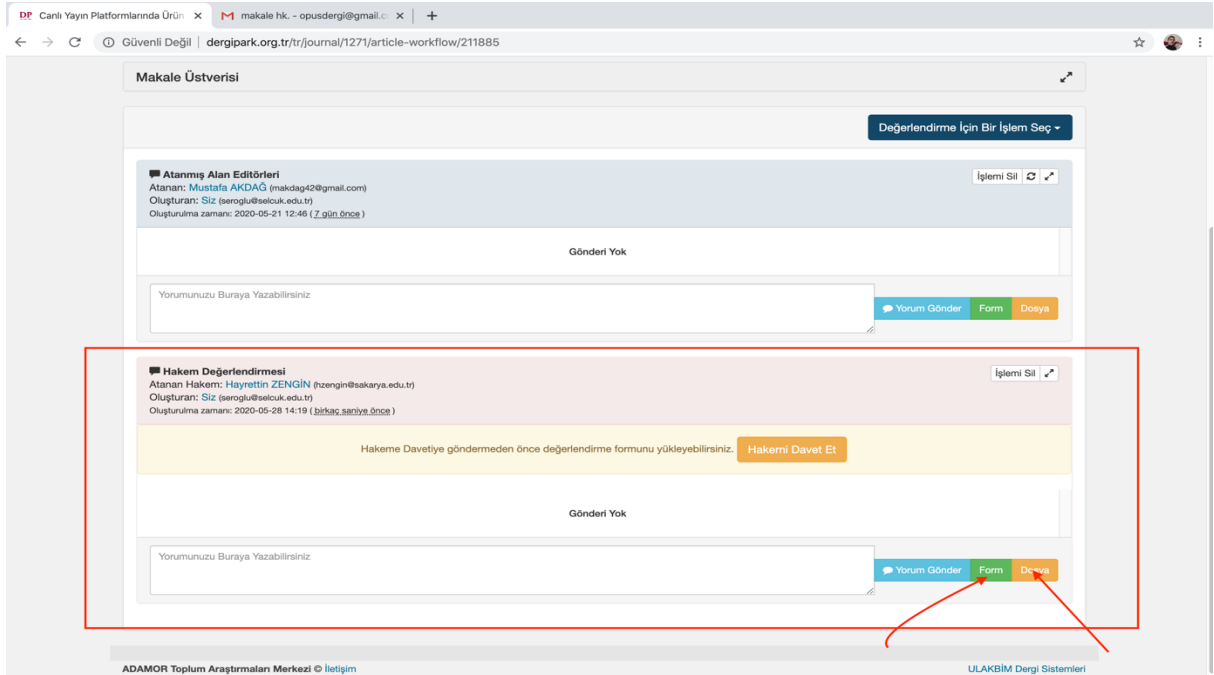 DP Canlı Yayın Platformlarında Ürün
makale hk. - opusdergi@gmail.c
Güvenli Değil | dergipark.org.tr/tr/journal/1271/article-workflow/211885
Makale Üstverisi
Değerlendirme İçin Bir İşlem Seç
Atanmış Alan Editörleri
İşlemi Sil
Atanan: Mustafa AKDAĞ (makdag42@gmail.com)
Oluşturan: Siz (seroglu@selcuk.edu.tr)
Oluşturulma zamanı: 2020-05-21 12:46 ( 7 gün önce )
Gönderi Yok
Yorumunuzu Buraya Yazabilirsiniz
Yorum Gönder Form Dosya
Hakem Değerlendirmesi
İşlemi Sil
Atanan Hakem: Hayrettin ZENGİN (hzengin@sakarya.edu.tr)
Oluşturan: Siz (seroglu@selcuk.edu.tr)
Oluşturulma zamanı: 2020-05-28 14:19 ( birkaç saniye önce )
Hakeme Davetiye göndermeden önce değerlendirme formunu yükleyebilirsiniz. Hakemi Davet Et
Gönderi Yok
Yorumunuzu Buraya Yazabilirsiniz
Yorum Gönder Form Dosya
ADAMOR Toplum Araştırmaları Merkezi © İletişim
ULAKBİM Dergi Sistemleri